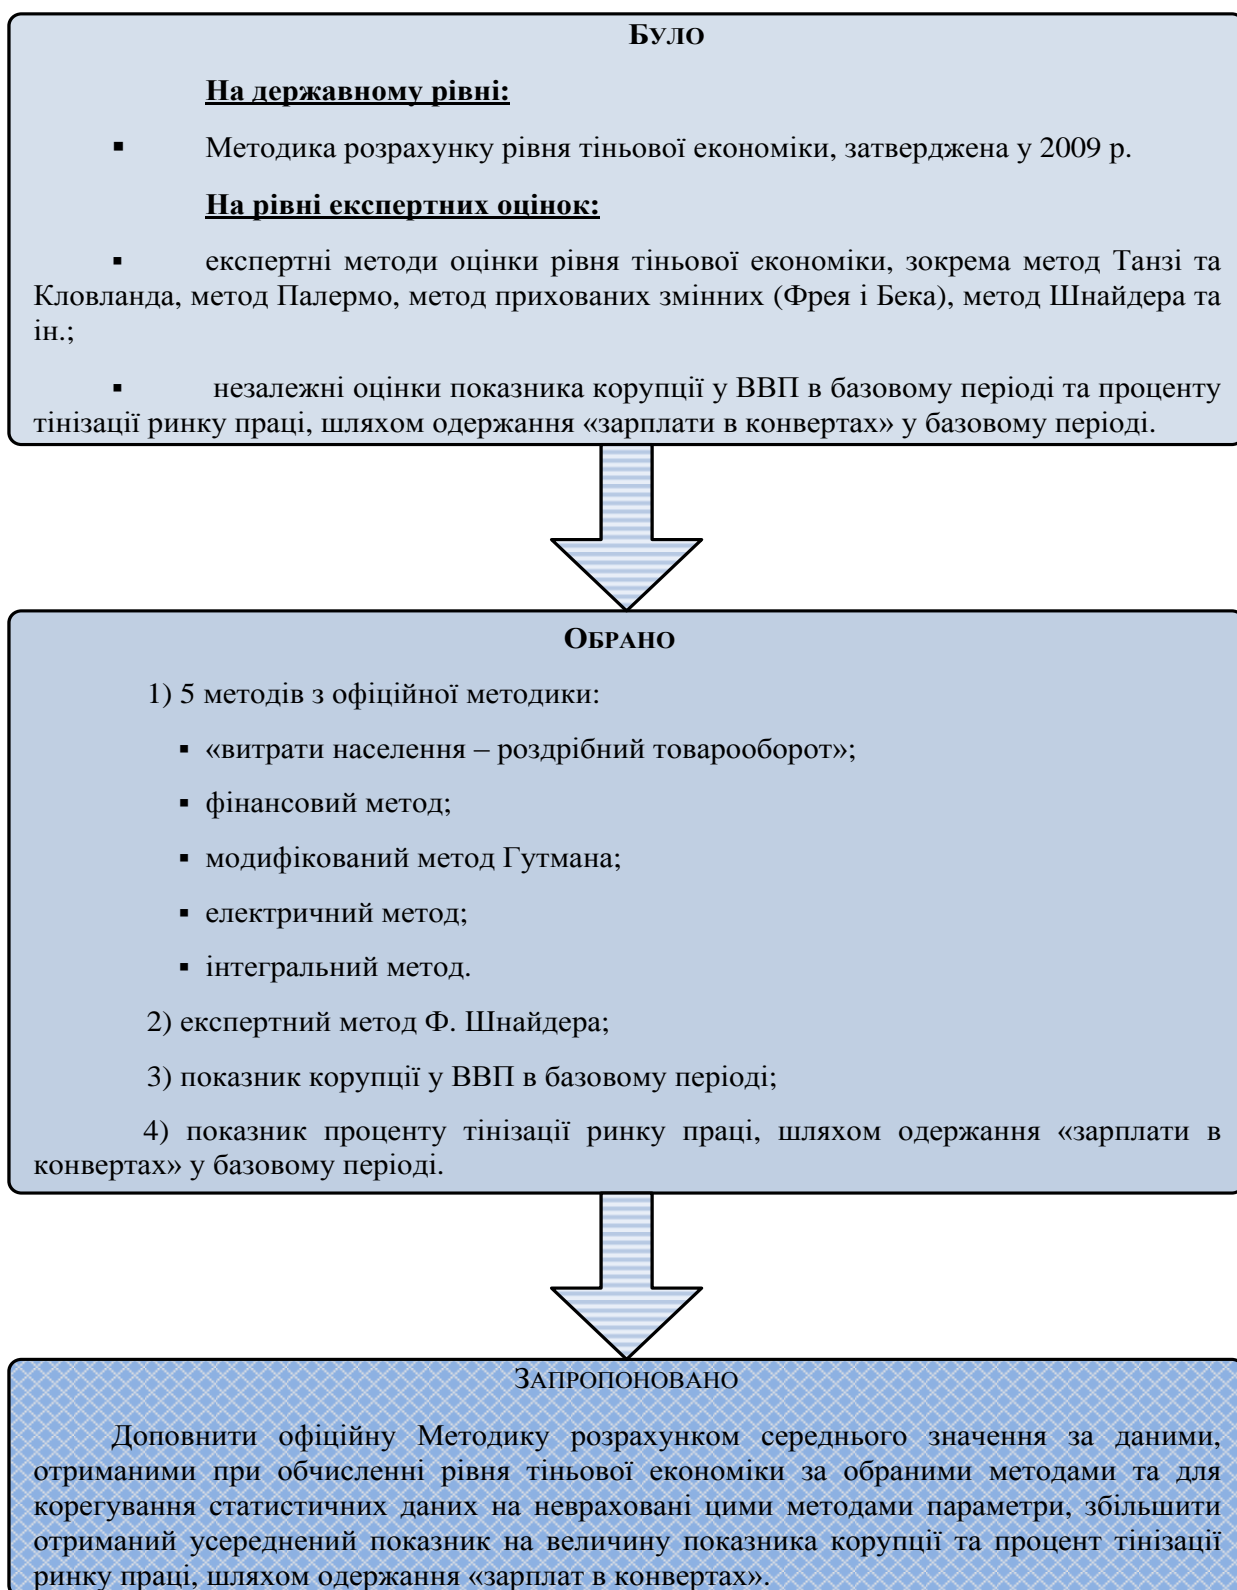 БУЛО
На державному рівні:
▪ Методика розрахунку рівня тіньової економіки, затверджена у 2009 р.
На рівні експертних оцінок:
▪ експертні методи оцінки рівня тіньової економіки, зокрема метод Танзі та
Кловланда, метод Палермо, метод прихованих змінних (Фрея і Бека), метод Шнайдера та
ін.;
▪ незалежні оцінки показника корупції у ВВП в базовому періоді та проценту
тінізації ринку праці, шляхом одержання «зарплати в конвертах» у базовому періоді.
ОБРАНО
1) 5 методів з офіційної методики:
▪ «витрати населення – роздрібний товарооборот»;
▪ фінансовий метод;
▪ модифікований метод Гутмана;
▪ електричний метод;
▪ інтегральний метод.
2) експертний метод Ф. Шнайдера;
3) показник корупції у ВВП в базовому періоді;
4) показник проценту тінізації ринку праці, шляхом одержання «зарплати в
конвертах» у базовому періоді.
ЗАПРОПОНОВАНО
Доповнити офіційну Методику розрахунком середнього значення за даними,
отриманими при обчисленні рівня тіньової економіки за обраними методами та для
корегування статистичних даних на невраховані цими методами параметри, збільшити
отриманий усереднений показник на величину показника корупції та процент тінізації
ринку праці, шляхом одержання «зарплат в конвертах».